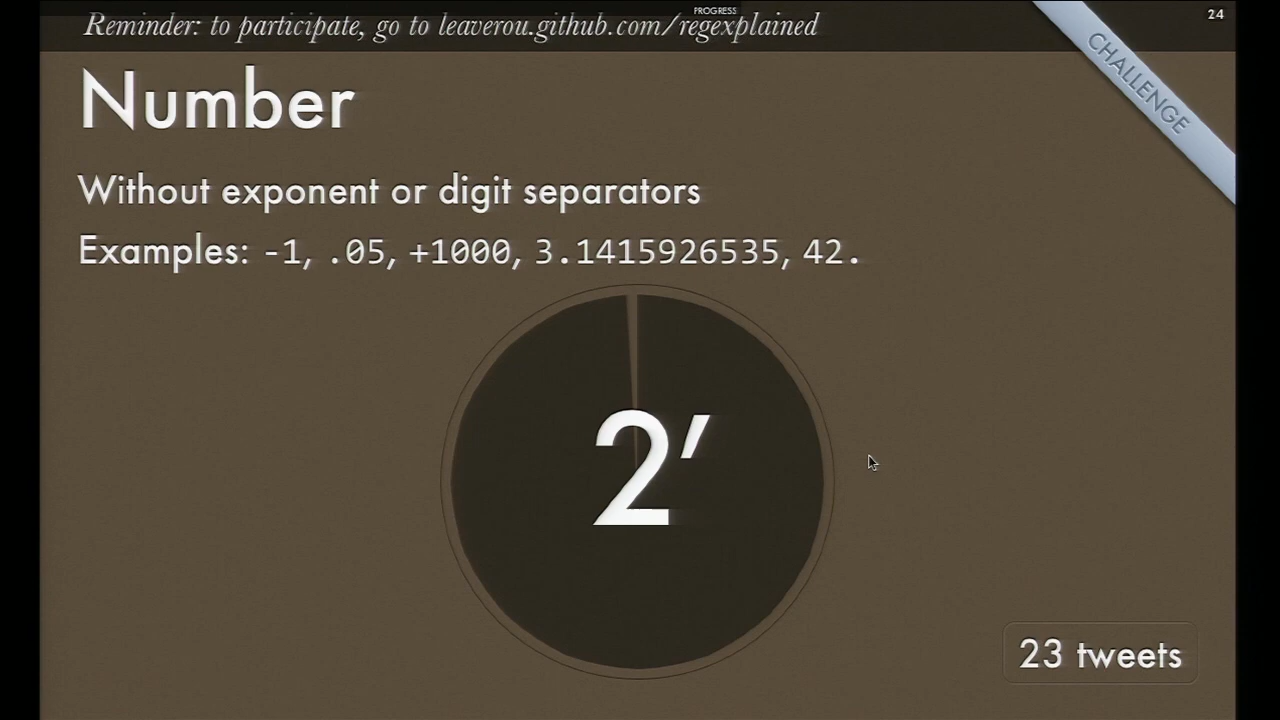 PROGRESS
24
Reminder: to participate, go to leaverou.github.com/regexplained
CHALLENGE
Number
Without exponent or digit separators
Examples: -1, .05, +1000, 3.1415926535, 42.
2′
23 tweets